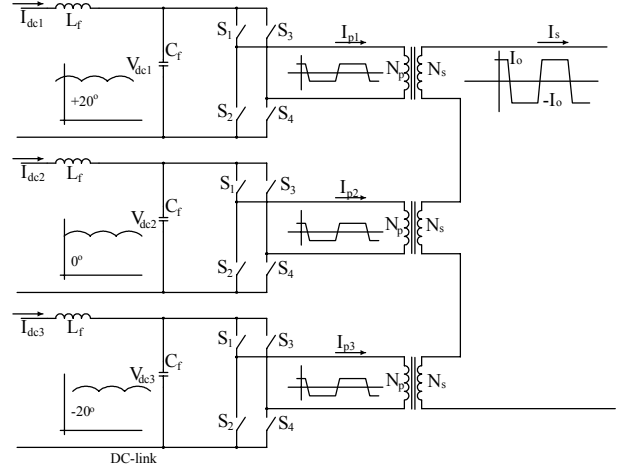 I_dc1 L_f S_1 S_3 I_p1 I_s
V_dc1 C_f N_p N_s I_o
+20° -I_o
S_2 S_4
I_dc2 L_f S_1 S_3 I_p2
V_dc2 C_f N_p N_s
0° S_2 S_4
I_dc3 L_f S_1 S_3 I_p3
V_dc3 C_f N_p N_s
-20° S_2 S_4
DC-link